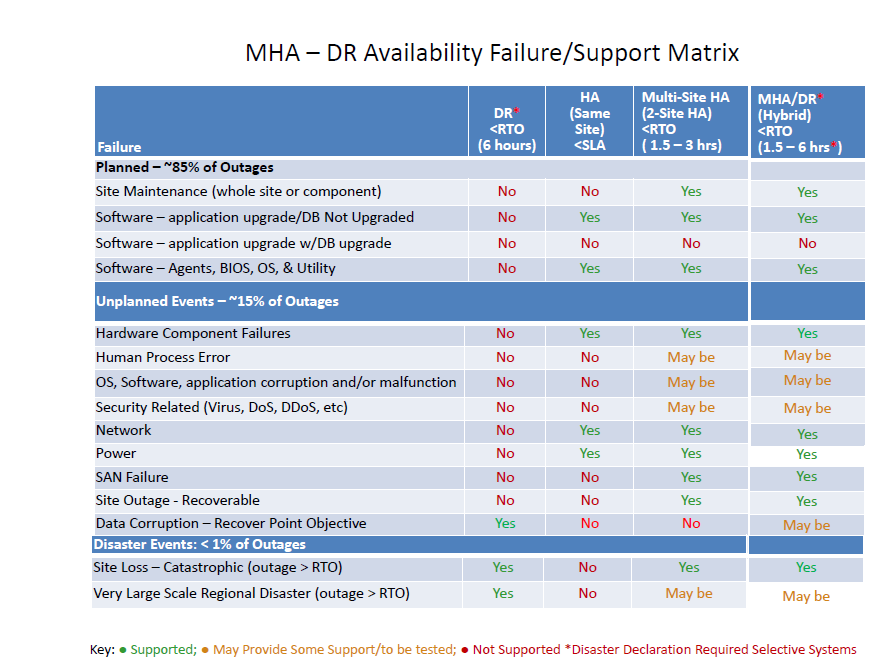 MHA – DR Availability Failure/Support Matrix
Failure
DR*
<RTO
(6 hours)
HA
(Same
Site)
<SLA
Multi-Site HA
(2-Site HA)
<RTO
( 1.5 – 3 hrs)
MHA/DR*
(Hybrid)
<RTO
(1.5 – 6 hrs*)
Planned – ~85% of Outages
Site Maintenance (whole site or component) No No Yes Yes
Software – application upgrade/DB Not Upgraded No Yes Yes Yes
Software – application upgrade w/DB upgrade No No No No
Software – Agents, BIOS, OS, & Utility No Yes Yes Yes
Unplanned Events – ~15% of Outages
Hardware Component Failures No Yes Yes Yes
Human Process Error No No May be May be
OS, Software, application corruption and/or malfunction No No May be May be
Security Related (Virus, DoS, DDoS, etc) No No May be May be
Network No Yes Yes Yes
Power No Yes Yes Yes
SAN Failure No No Yes Yes
Site Outage - Recoverable No No Yes Yes
Data Corruption – Recover Point Objective Yes No No May be
Disaster Events: < 1% of Outages
Site Loss – Catastrophic (outage > RTO) Yes No Yes Yes
Very Large Scale Regional Disaster (outage > RTO) Yes No May be May be
Key: ● Supported; ● May Provide Some Support/to be tested; ● Not Supported *Disaster Declaration Required Selective Systems